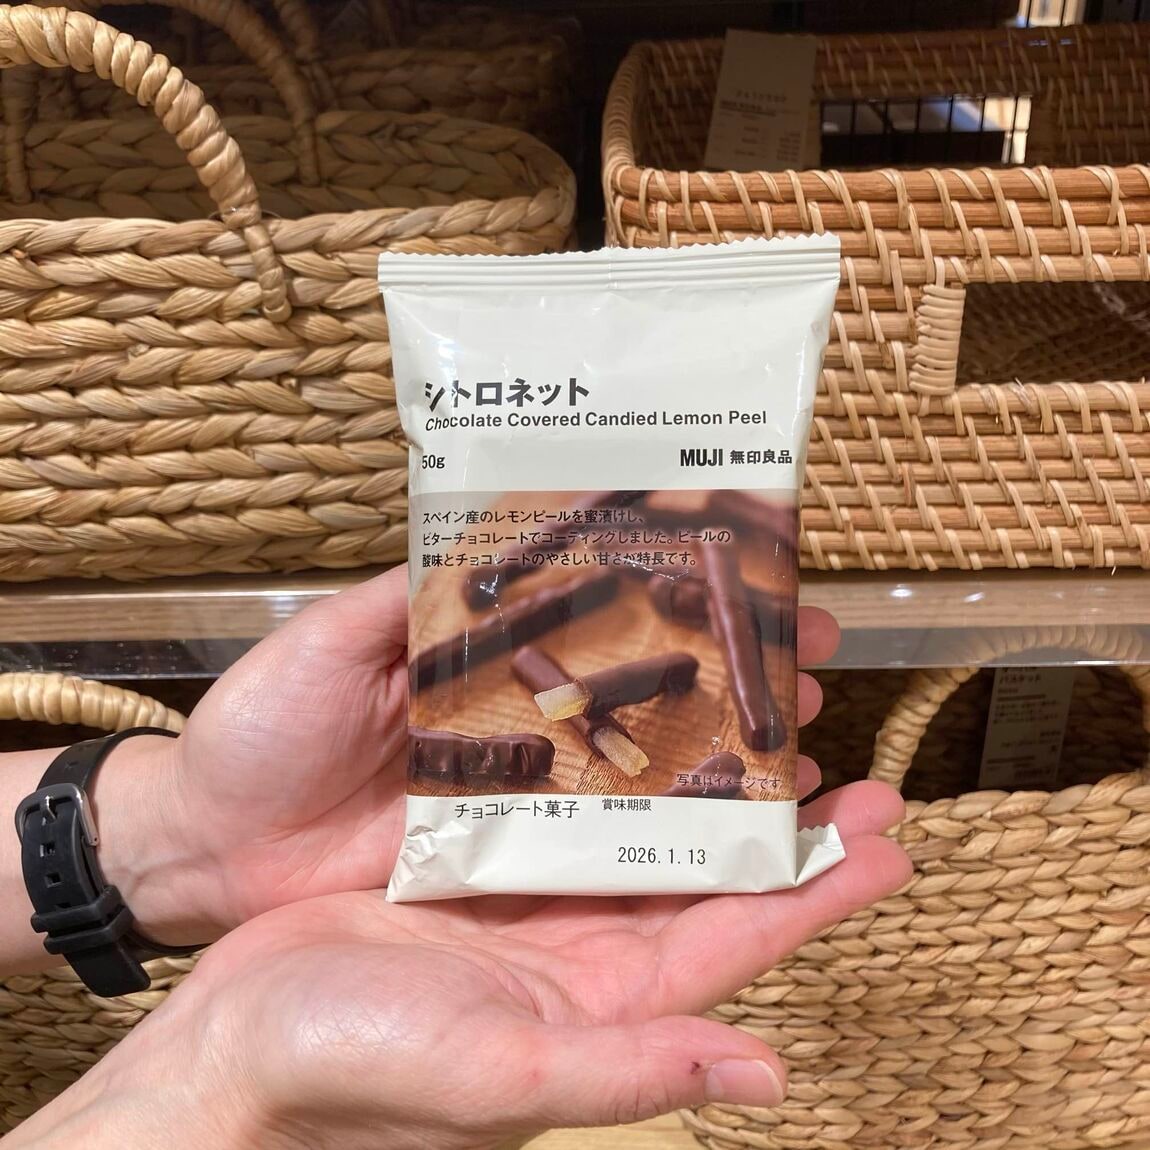 シトロネット
Chocolate Covered Candied Lemon Peel
50g
MUJI 無印良品
スペイン産のレモンピールを蜜漬けし、
ビターチョコレートでコーティングしました。ピールの
酸味とチョコレートのやさしい甘さが特長です。
写真はイメージです
チョコレート菓子
賞味期限
2026. 1. 13